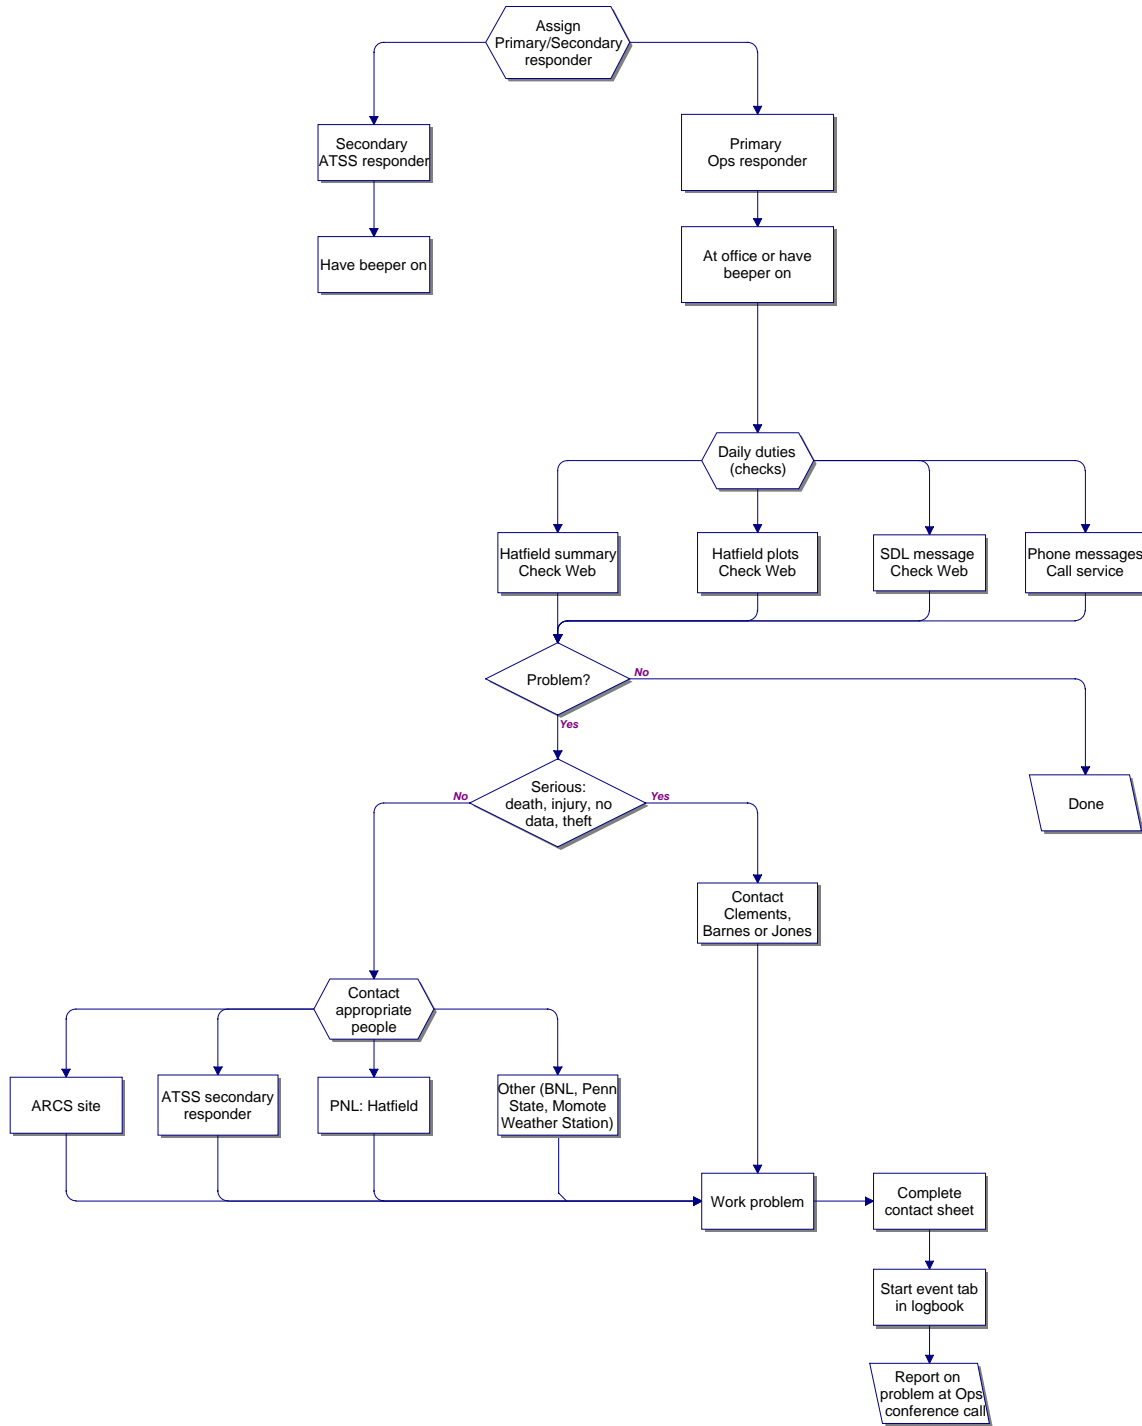 Assign
Primary/Secondary
responder
Secondary
ATSS responder
Primary
Ops responder
Have beeper on
At office or have
beeper on
Daily duties
(checks)
Hatfield summary
Check Web
Hatfield plots
Check Web
SDL message
Check Web
Phone messages
Call service
Problem?
No
Yes
Serious:
death, injury, no
data, theft
No
Yes
Done
Contact
Clements,
Barnes or Jones
Contact
appropriate
people
ARCS site
ATSS secondary
responder
PNL: Hatfield
Other (BNL, Penn
State, Momote
Weather Station)
Work problem
Complete
contact sheet
Start event tab
in logbook
Report on
problem at Ops
conference call